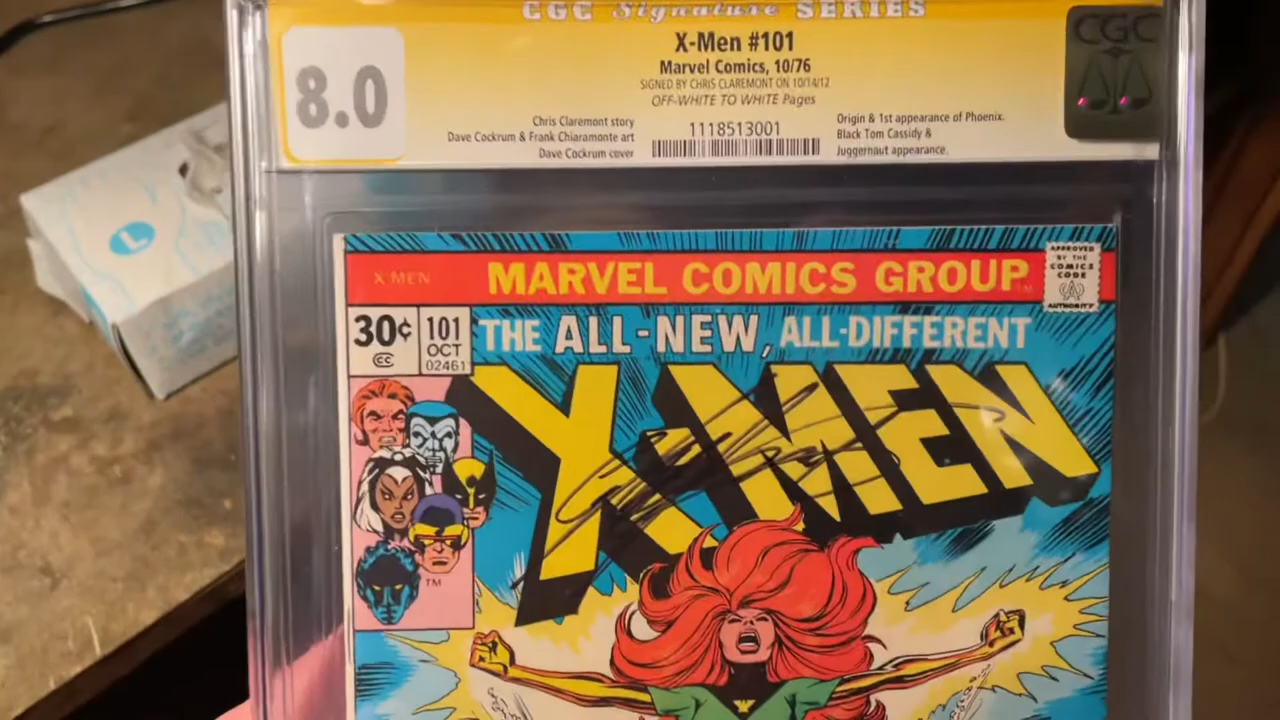 CGC Signature SERIES
8.0
X-Men #101
Marvel Comics, 10/76
SIGNED BY CHRIS CLAREMONT ON 10/14/12
OFF-WHITE TO WHITE Pages
Chris Claremont story
Dave Cockrum & Frank Chiaramonte art
Dave Cockrum cover
1118513001
Origin & 1st appearance of Phoenix.
Black Tom Cassidy &
Juggernaut appearance.
CGC
L
X-MEN
MARVEL COMICS GROUP
TM
APPROVED
BY THE
COMICS
CODE
AUTHORITY
30¢
CC
101
OCT
02461
THE ALL-NEW, ALL-DIFFERENT
X-MEN
TM